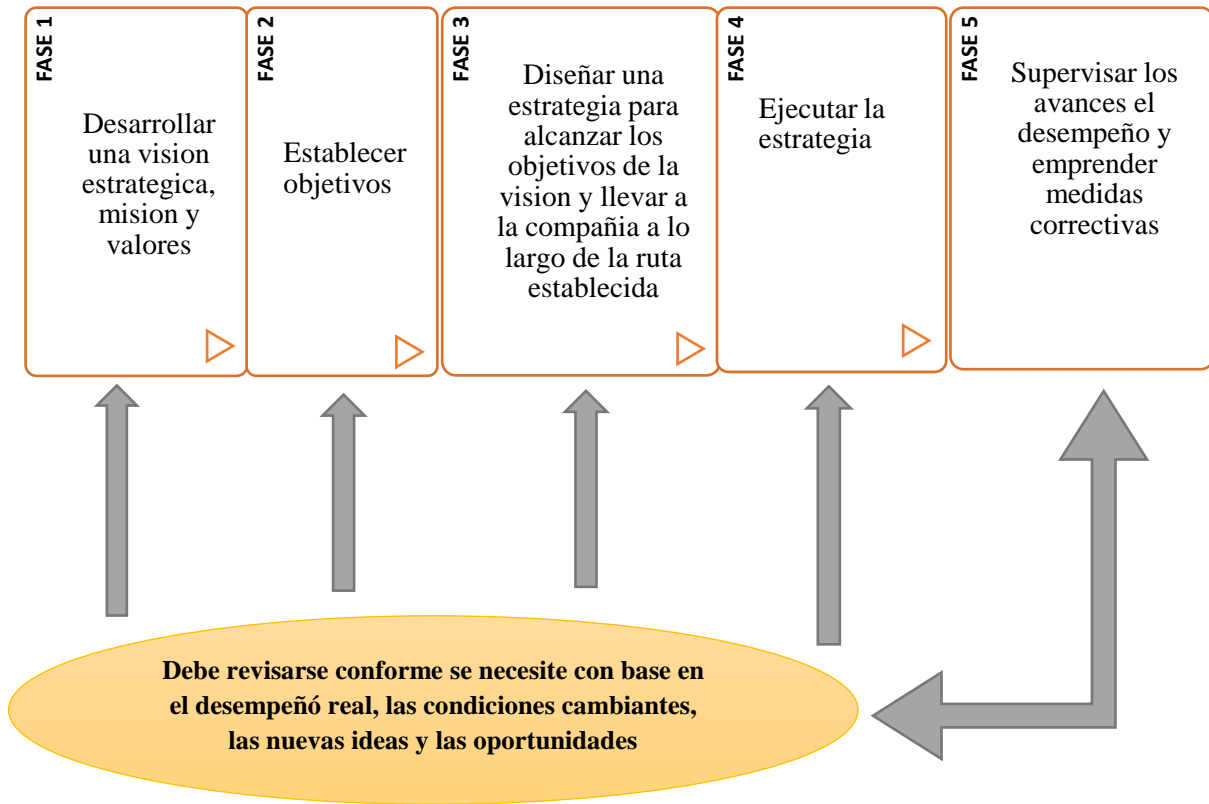 FASE 1
Desarrollar
una vision
estrategica,
mision y
valores
FASE 2
Establecer
objetivos
FASE 3
Diseñar una
estrategia para
alcanzar los
objetivos de la
vision y llevar a
la compañia a lo
largo de la ruta
establecida
FASE 4
Ejecutar la
estrategia
FASE 5
Supervisar los
avances el
desempeño y
emprender
medidas
correctivas
Debe revisarse conforme se necesite con base en
el desempeñó real, las condiciones cambiantes,
las nuevas ideas y las oportunidades